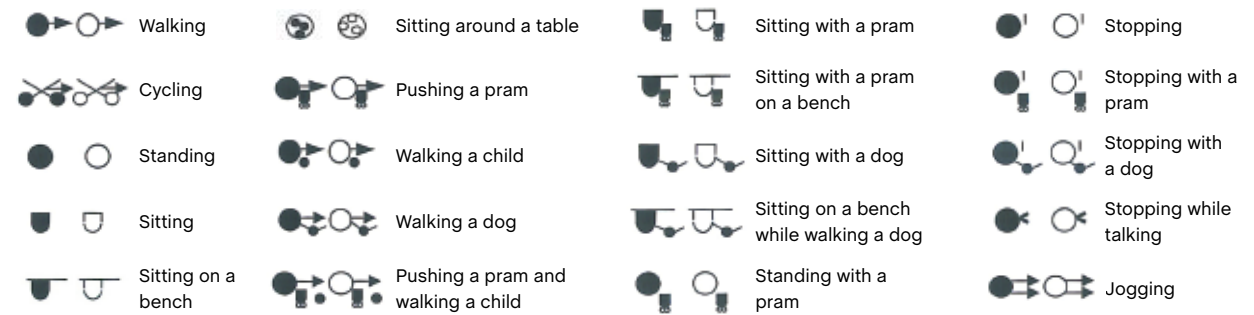 Walking
Cycling
Standing
Sitting
Sitting on a
bench
Sitting around a table
Pushing a pram
Walking a child
Walking a dog
Pushing a pram and
walking a child
Sitting with a pram
Sitting with a pram
on a bench
Sitting with a dog
Sitting on a bench
while walking a dog
Standing with a
pram
Stopping
Stopping with a
pram
Stopping with
a dog
Stopping while
talking
Jogging